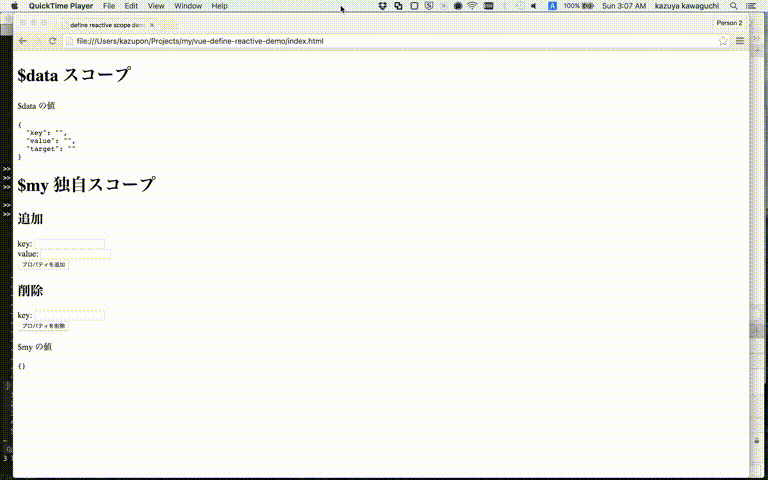 QuickTime Player File Edit View Window Help 100% Sun 3:07 AM kazuya kawaguchi
define reactive scope dem
Person 2
file:///Users/kazupon/Projects/my/vue-define-reactive-demo/index.html
$data スコープ
$data の値
{
"key": "",
"value": "",
"target": ""
}
$my 独自スコープ
追加
key:
value:
プロパティを追加
削除
key:
プロパティを削除
$my の値
{}
>>
>>
>>
>>
>>